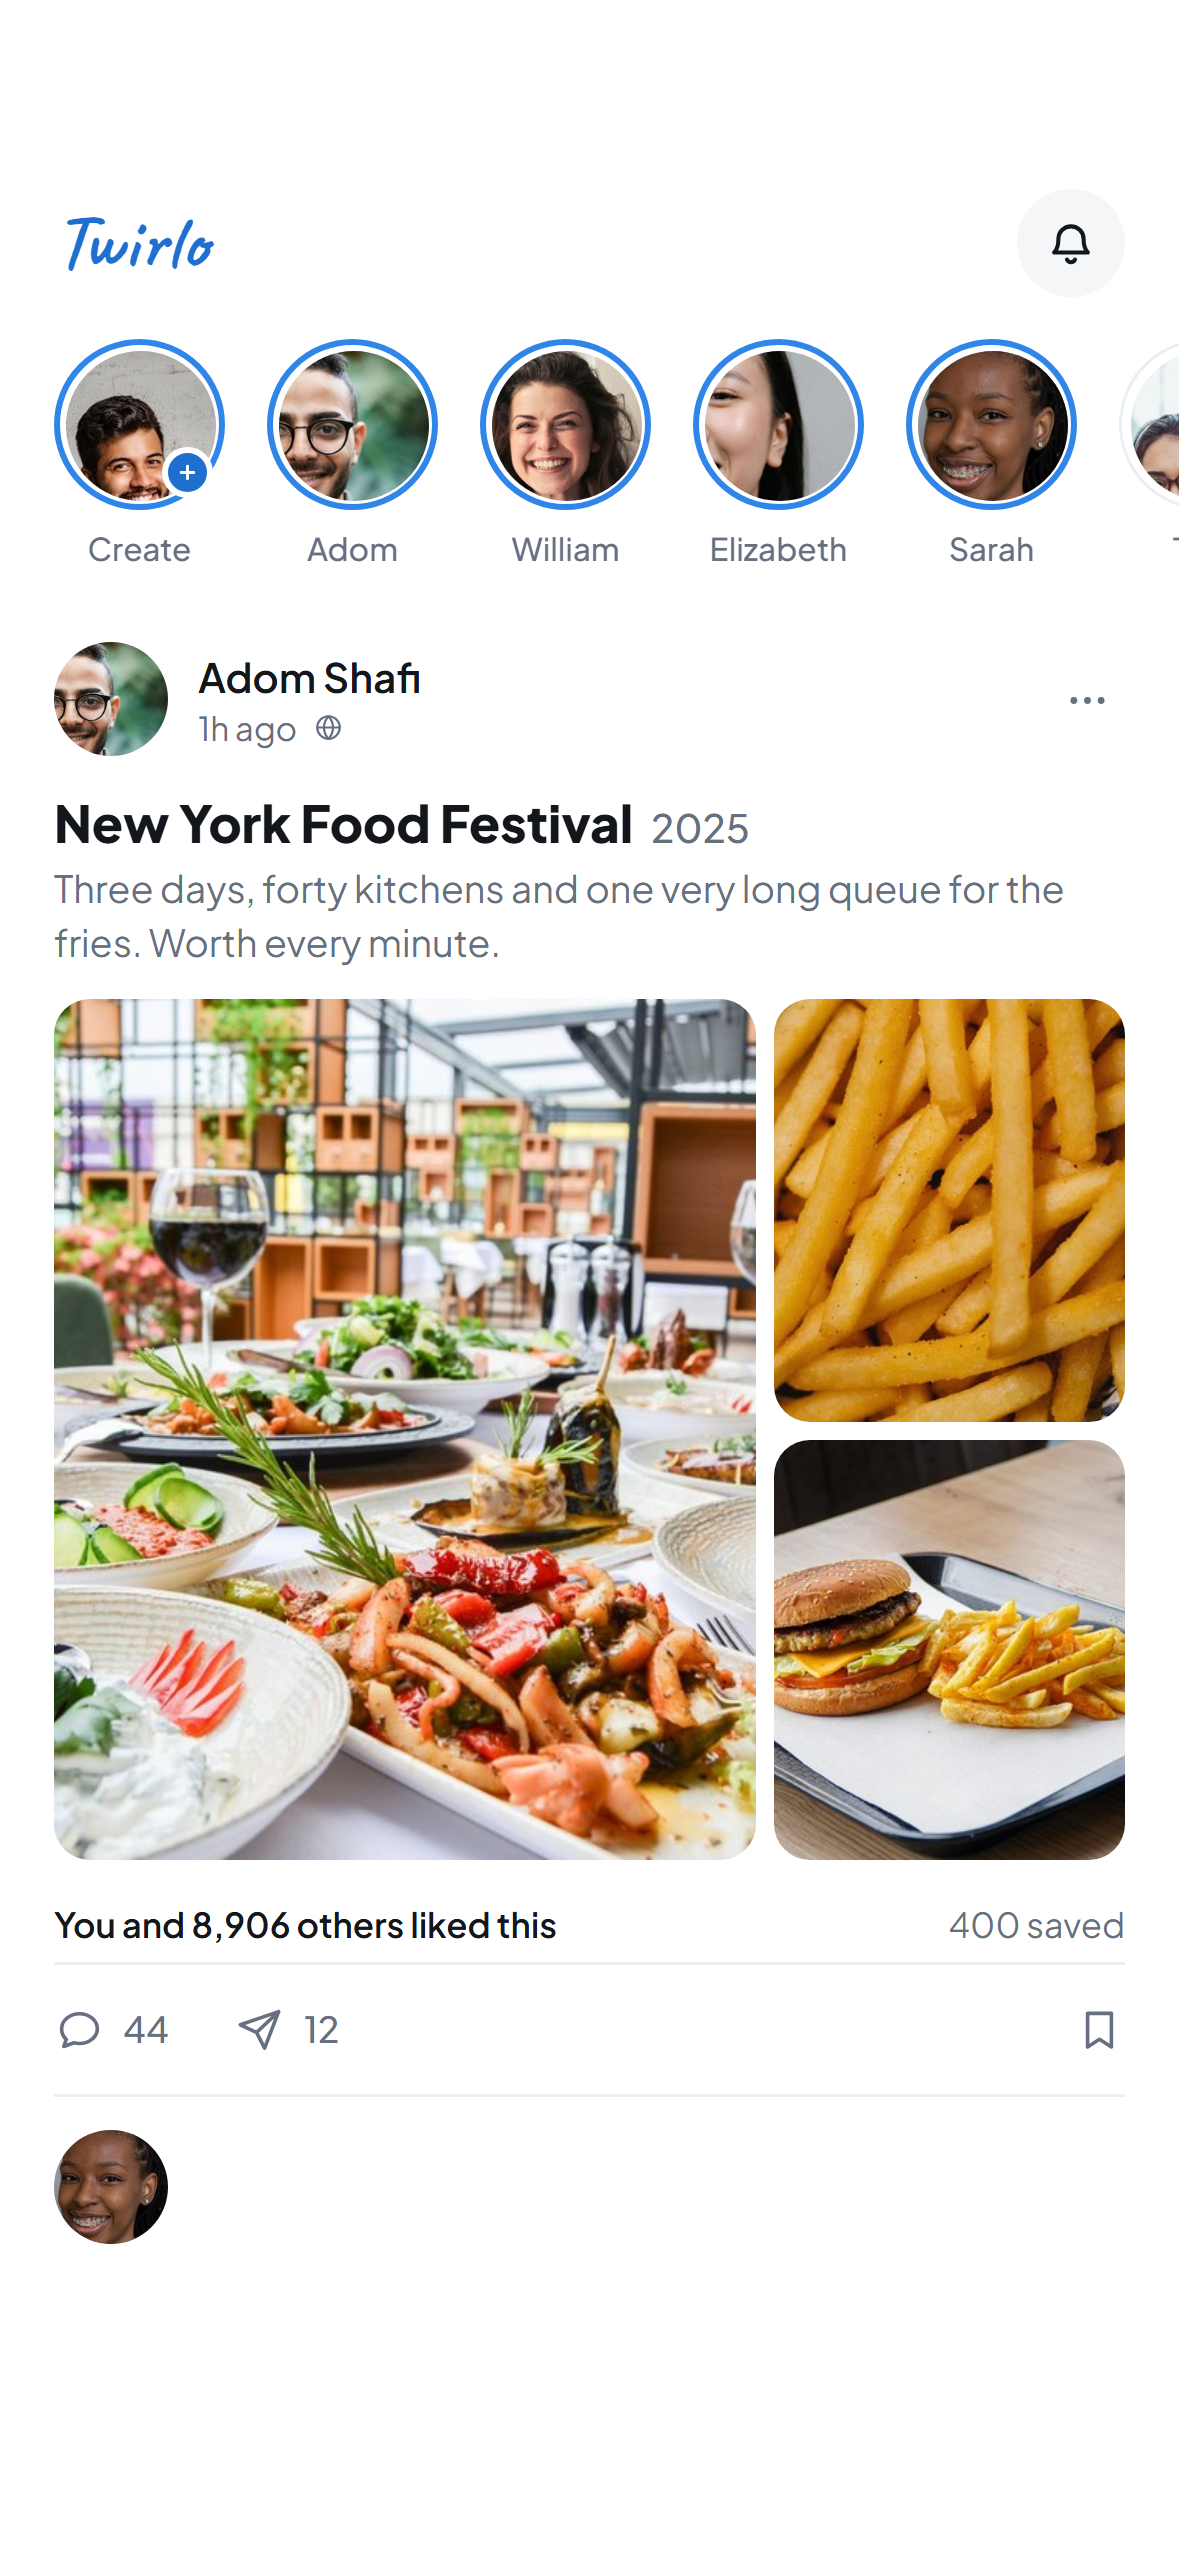 Twirlo
Create
Adom
William
Elizabeth
Sarah
Adom Shafi
1h ago
New York Food Festival 2025
Three days, forty kitchens and one very long queue for the
fries. Worth every minute.
You and 8,906 others liked this
400 saved
44
12